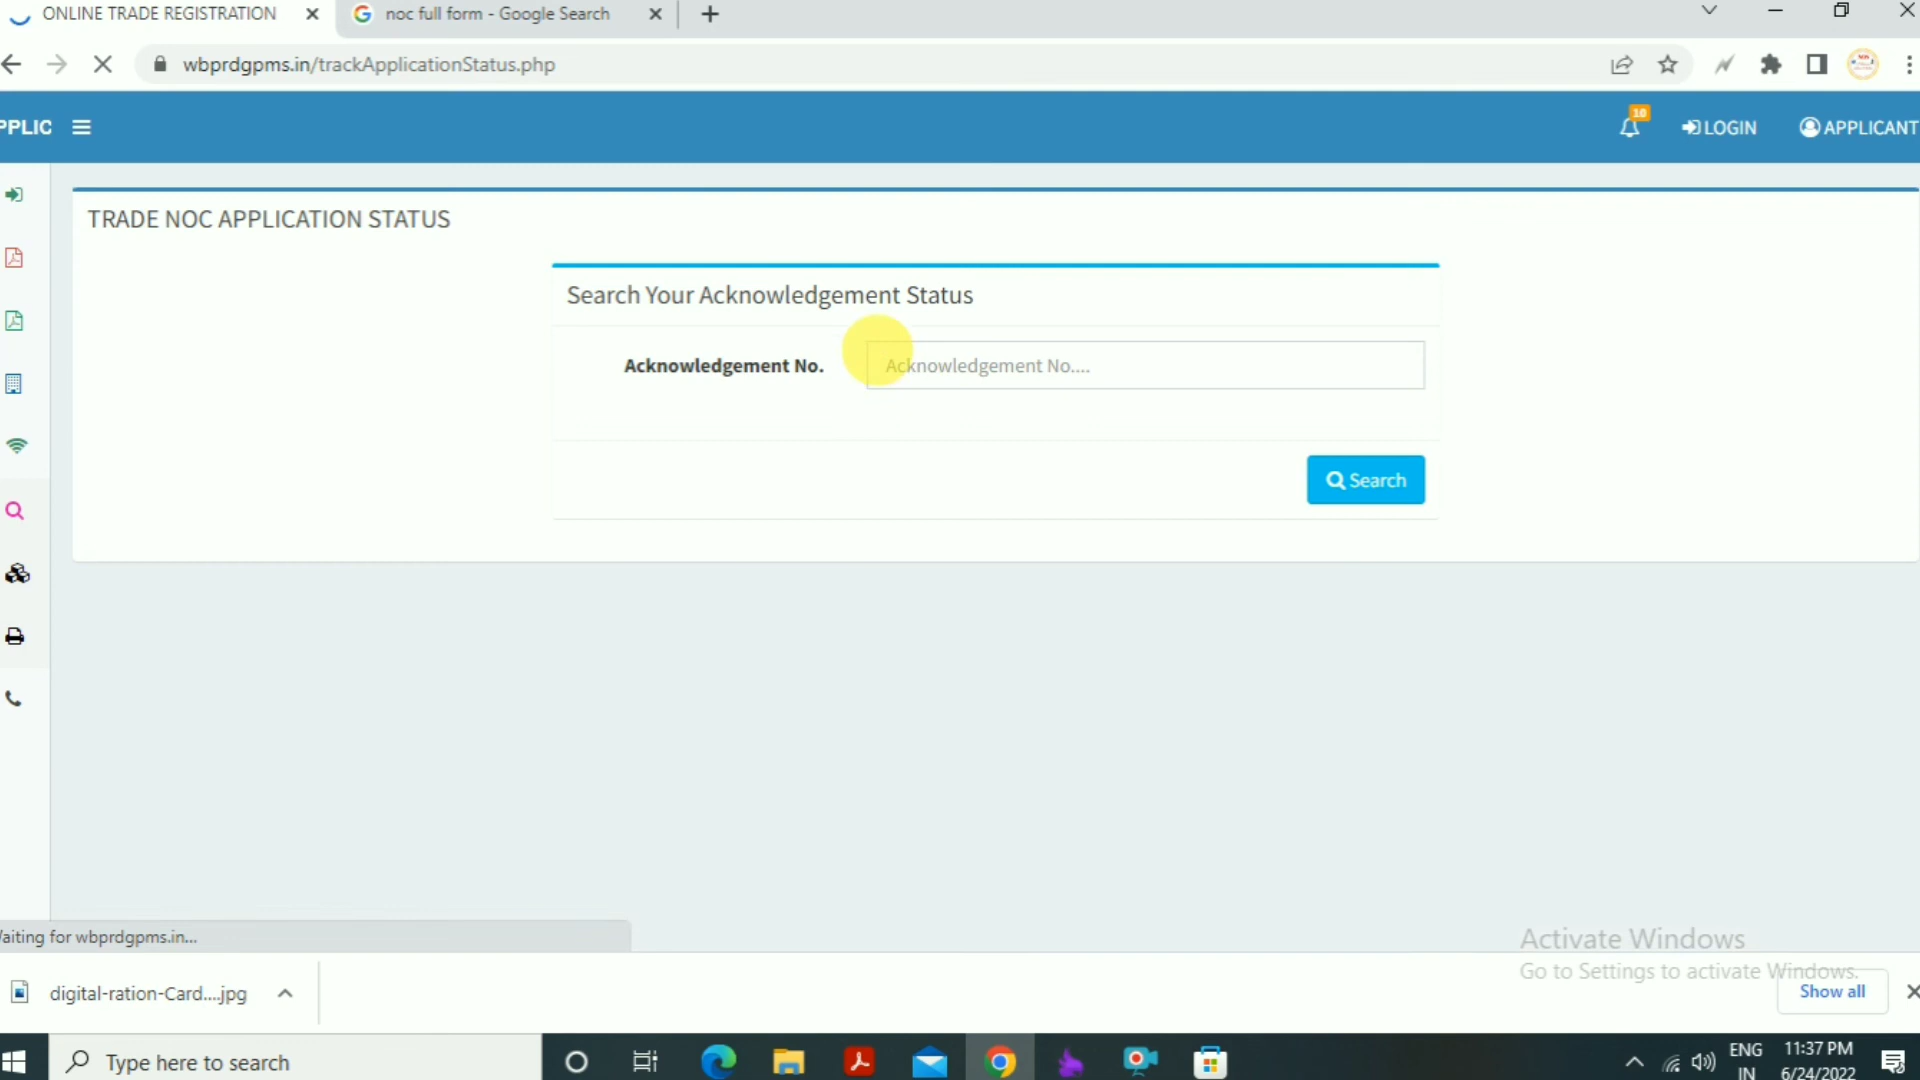 ONLINE TRADE REGISTRATION
noc full form - Google Search
wbprdgpms.in/trackApplicationStatus.php
PPLIC
10
LOGIN
APPLICANT
TRADE NOC APPLICATION STATUS
Search Your Acknowledgement Status
Acknowledgement No.
Acknowledgement No....
Search
aiting for wbprdgpms.in...
Activate Windows
Go to Settings to activate Windows.
digital-ration-Card....jpg
Show all
Type here to search
ENG
IN
11:37 PM
6/24/2022